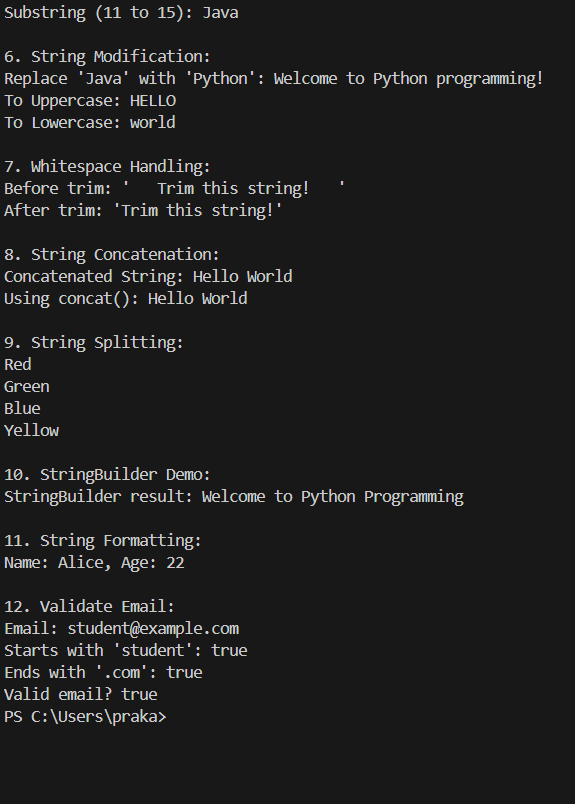 Substring (11 to 15): Java
6. String Modification:
Replace 'Java' with 'Python': Welcome to Python programming!
To Uppercase: HELLO
To Lowercase: world
7. Whitespace Handling:
Before trim: '   Trim this string!   '
After trim: 'Trim this string!'
8. String Concatenation:
Concatenated String: Hello World
Using concat(): Hello World
9. String Splitting:
Red
Green
Blue
Yellow
10. StringBuilder Demo:
StringBuilder result: Welcome to Python Programming
11. String Formatting:
Name: Alice, Age: 22
12. Validate Email:
Email: student@example.com
Starts with 'student': true
Ends with '.com': true
Valid email? true
PS C:\Users\praka>